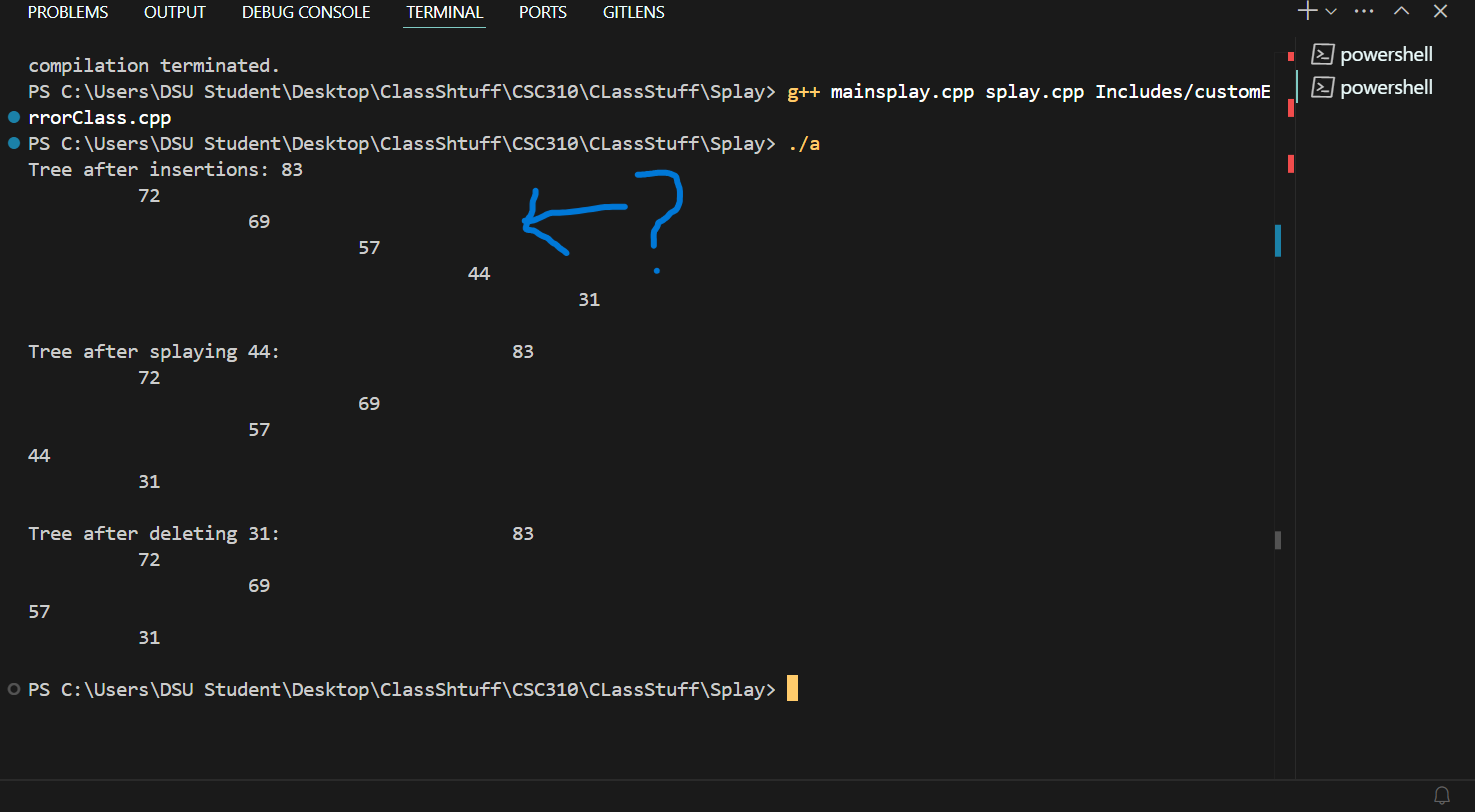 PROBLEMS OUTPUT DEBUG CONSOLE TERMINAL PORTS GITLENS
compilation terminated.
PS C:\Users\DSU Student\Desktop\ClassShtuff\CSC310\CLassStuff\Splay> g++ mainsplay.cpp splay.cpp Includes/customE
rrorClass.cpp
PS C:\Users\DSU Student\Desktop\ClassShtuff\CSC310\CLassStuff\Splay> ./a
Tree after insertions: 83
72
69
57
44
31
?
Tree after splaying 44: 83
72
69
57
44
31
Tree after deleting 31: 83
72
69
57
31
PS C:\Users\DSU Student\Desktop\ClassShtuff\CSC310\CLassStuff\Splay>
powershell
powershell